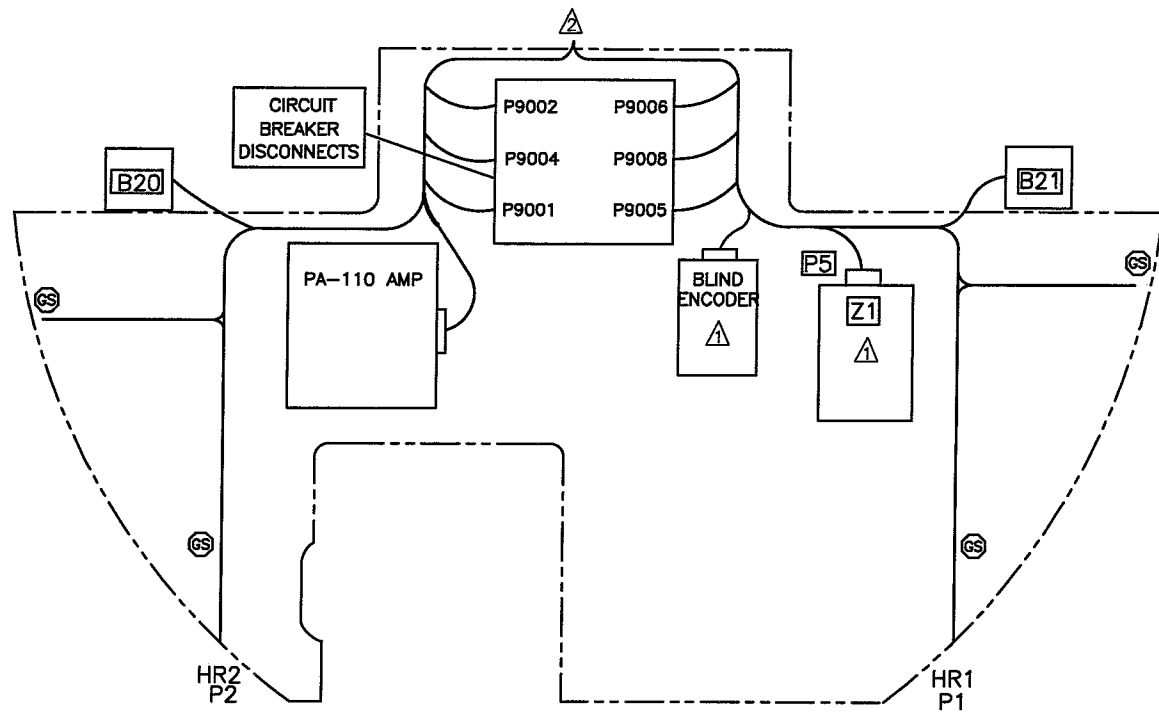 2
CIRCUIT
BREAKER
DISCONNECTS
P9002
P9006
P9004
P9008
P9001
P9005
B20
B21
PA-110 AMP
BLIND
ENCODER
1
P5
Z1
1
GS
GS
GS
GS
HR2
P2
HR1
P1